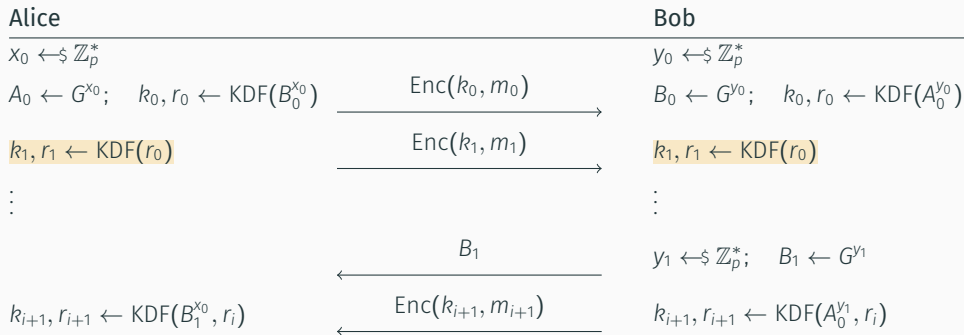 Alice Bob
x₀ ←$ ℤₚ* y₀ ←$ ℤₚ*
A₀ ← G^{x₀}; k₀, r₀ ← KDF(B₀^{x₀}) Enc(k₀, m₀) B₀ ← G^{y₀}; k₀, r₀ ← KDF(A₀^{y₀})
k₁, r₁ ← KDF(r₀) Enc(k₁, m₁) k₁, r₁ ← KDF(r₀)
⋮ ⋮
B₁ y₁ ←$ ℤₚ*; B₁ ← G^{y₁}
k_{i+1}, r_{i+1} ← KDF(B₁^{x₀}, r_i) Enc(k_{i+1}, m_{i+1}) k_{i+1}, r_{i+1} ← KDF(A₀^{y₁}, r_i)